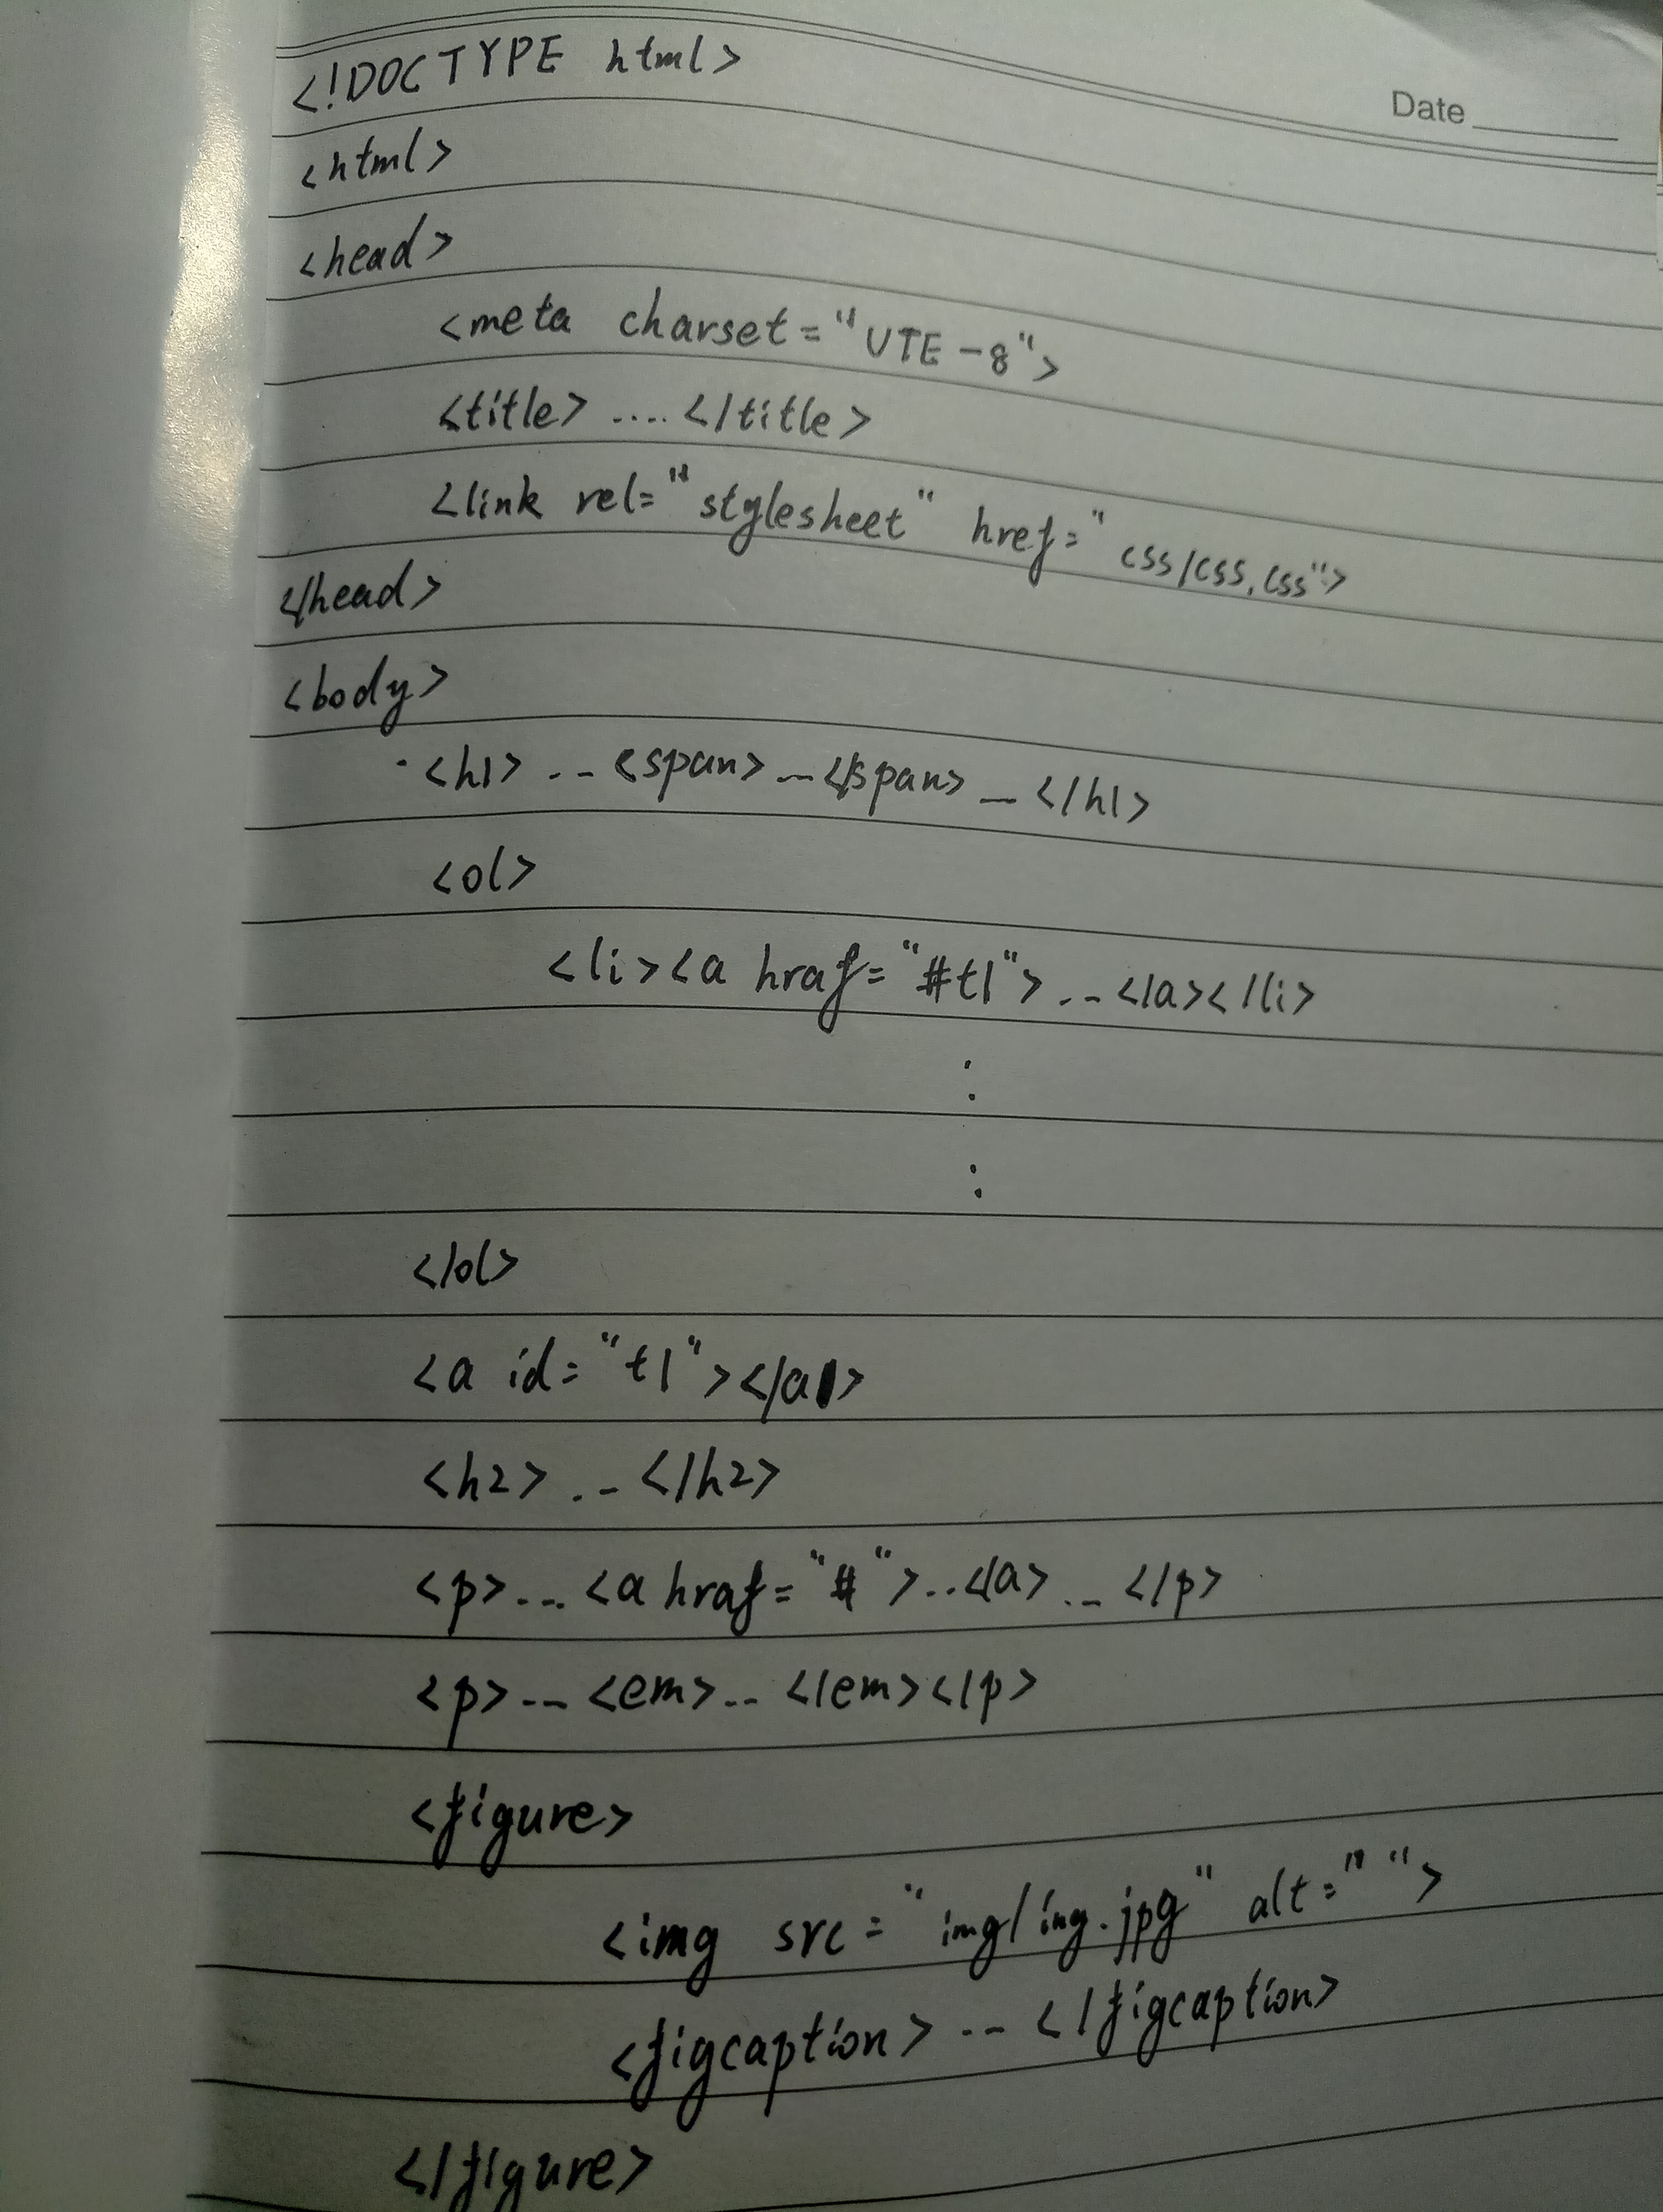 Date
<!DOCTYPE html>
<html>
<head>
<meta charset="UTE-8">
<title> .... </title>
<link rel="stylesheet" href="css/css.css">
</head>
<body>
<h1> ... <span> ... </span> ... </h1>
<ol>
<li><a hraf="#t1"> ... </a></li>
:
:
</ol>
<a id="t1"></a>
<h2> ... </h2>
<p> ... <a hraf="#"> ... </a> ... </p>
<p> ... <em> ... </em></p>
<figure>
<img src="img/img.jpg" alt=" ">
<figcaption> ... </figcaption>
</figure>